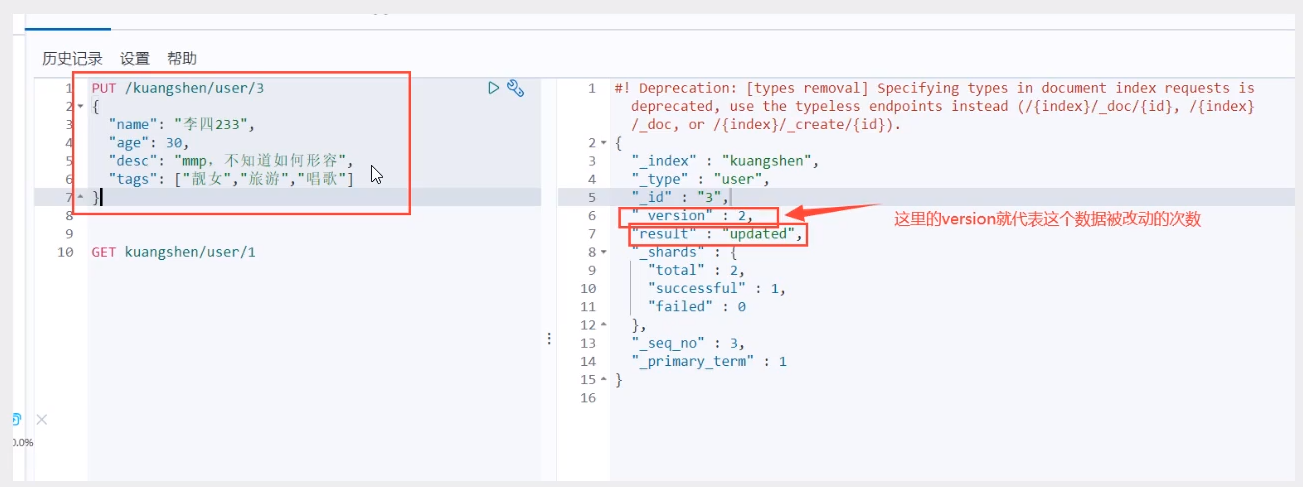 历史记录 设置 帮助
1 PUT /kuangshen/user/3
2 {
3 "name": "李四233",
4 "age": 30,
5 "desc": "mmp，不知道如何形容",
6 "tags": ["靓女","旅游","唱歌"]
7 }
8
9
10 GET kuangshen/user/1
1 #! Deprecation: [types removal] Specifying types in document index requests is
deprecated, use the typeless endpoints instead (/{index}/_doc/{id}, /{index}
/_doc, or /{index}/_create/{id}).
2 {
3 "_index" : "kuangshen",
4 "_type" : "user",
5 "_id" : "3",
6 "_version" : 2,
7 "result" : "updated",
8 "_shards" : {
9 "total" : 2,
10 "successful" : 1,
11 "failed" : 0
12 },
13 "_seq_no" : 3,
14 "_primary_term" : 1
15 }
16
这里的version就代表这个数据被改动的次数
0.0%